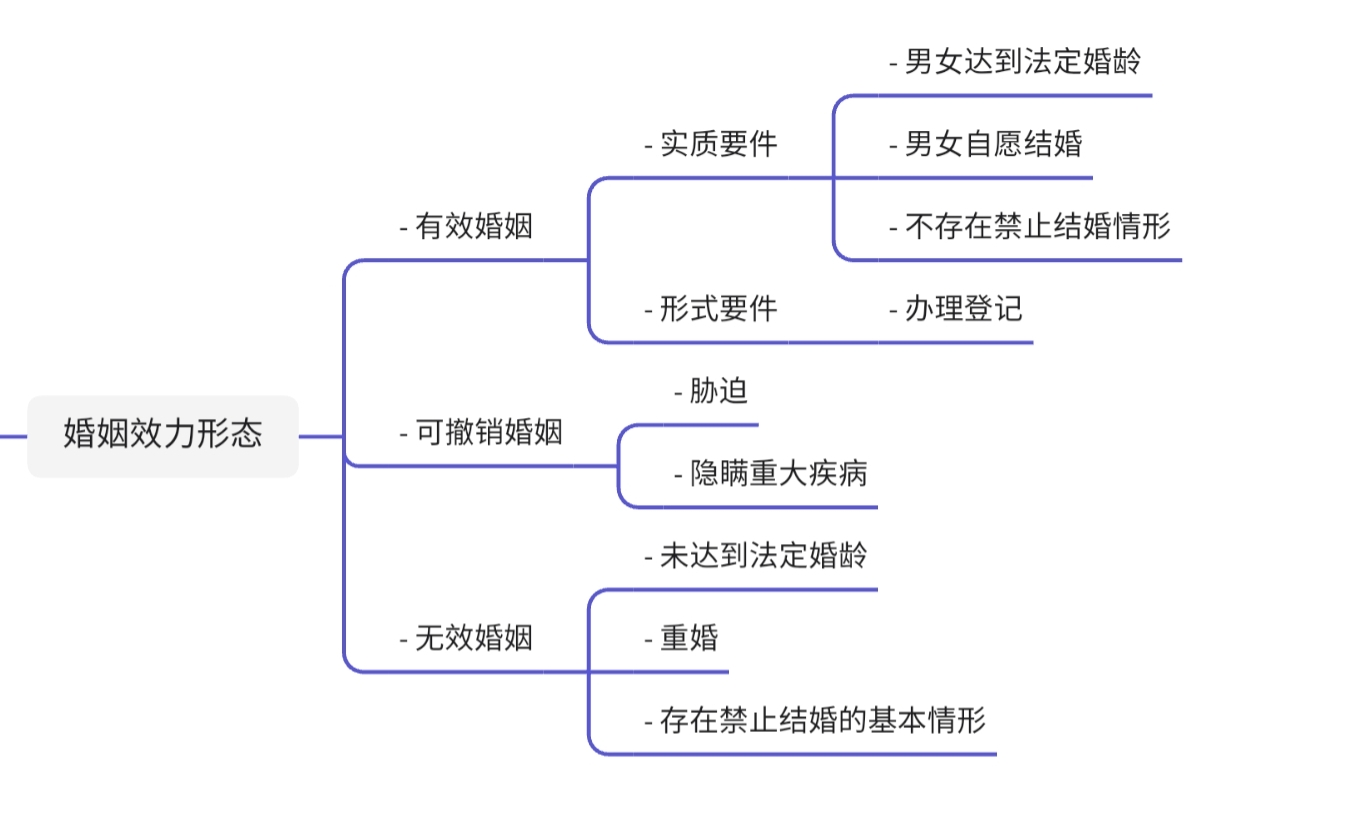 婚姻效力形态
- 有效婚姻
- 实质要件
- 男女达到法定婚龄
- 男女自愿结婚
- 不存在禁止结婚情形
- 形式要件
- 办理登记
- 可撤销婚姻
- 胁迫
- 隐瞒重大疾病
- 无效婚姻
- 未达到法定婚龄
- 重婚
- 存在禁止结婚的基本情形